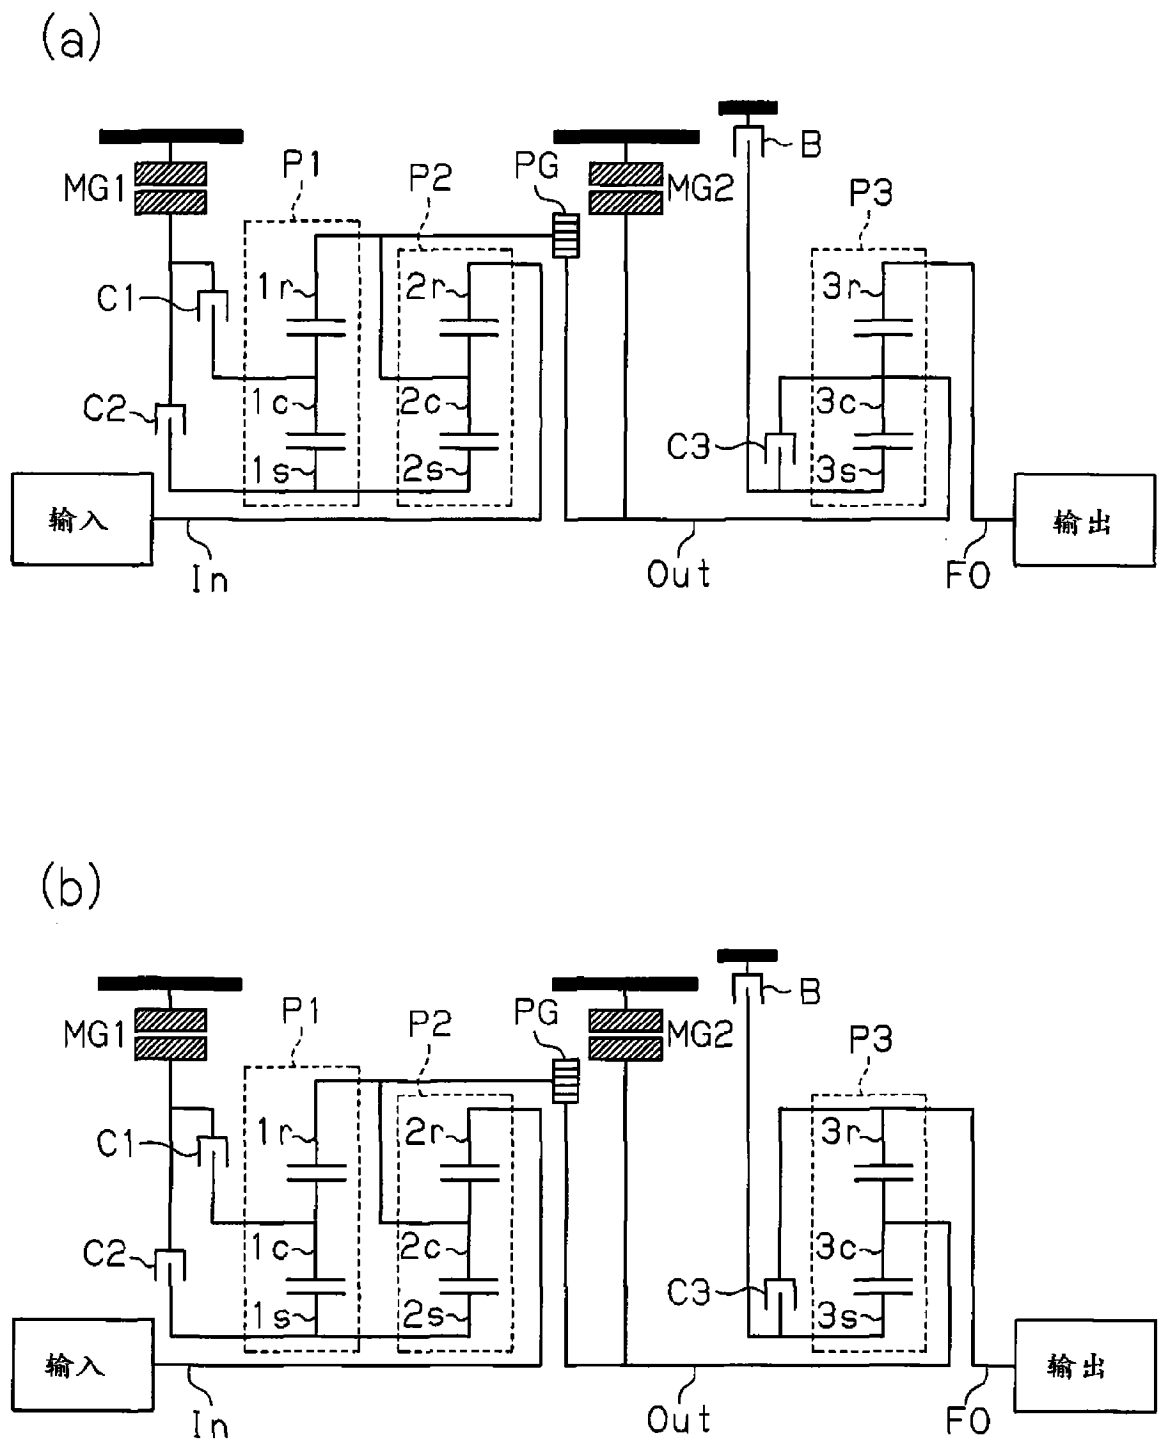 (a)
B
P1
P2
PG
MG1
MG2
P3
C1
1r
2r
3r
C2
1c
2c
3c
C3
1s
2s
3s
输入
输出
In
Out
FO
(b)
B
P1
P2
PG
MG1
MG2
P3
C1
1r
2r
3r
C2
1c
2c
3c
C3
1s
2s
3s
输入
输出
In
Out
FO